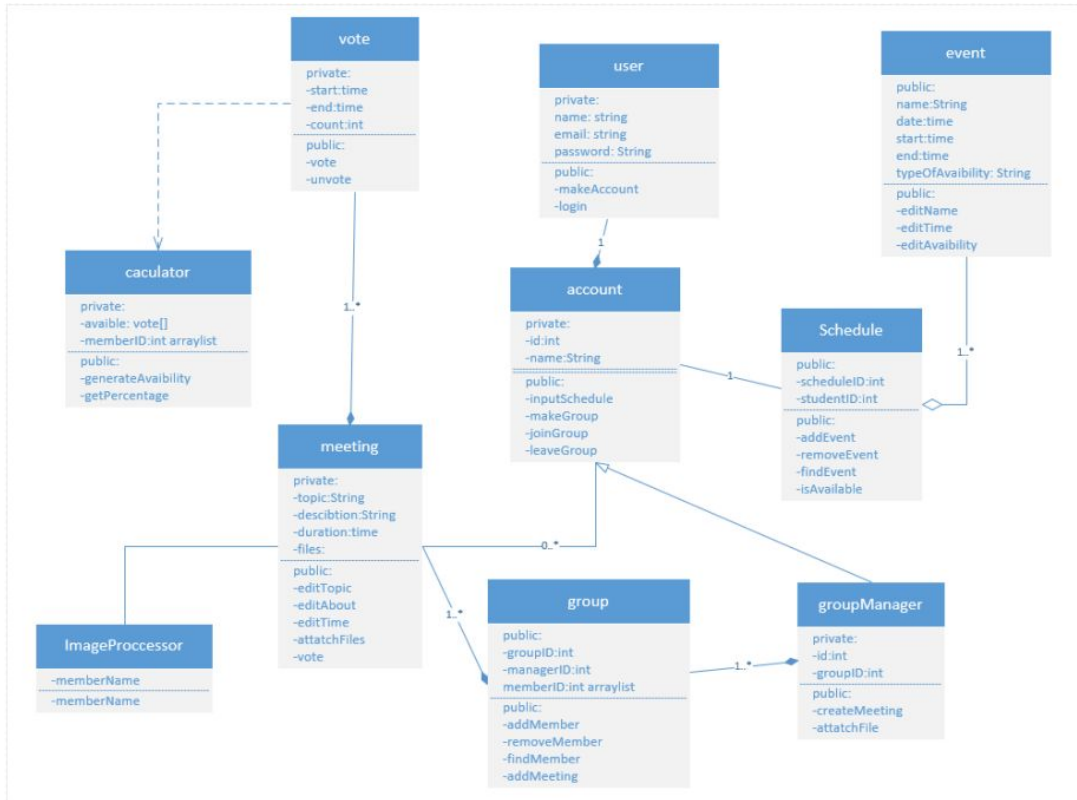 vote
private:
-start:time
-end:time
-count:int
public:
-vote
-unvote
user
private:
name: string
email: string
password: String
public:
-makeAccount
-login
event
public:
name:String
date:time
start:time
end:time
typeOfAvaibility: String
public:
-editName
-editTime
-editAvaibility
caculator
private:
-avaible: vote[]
-memberID:int arraylist
public:
-generateAvaibility
-getPercentage
1
account
private:
-id:int
-name:String
public:
-inputSchedule
-makeGroup
-joinGroup
-leaveGroup
1..*
1
Schedule
public:
-scheduleID:int
-studentID:int
public:
-addEvent
-removeEvent
-findEvent
-isAvailable
1..*
meeting
private:
-topic:String
-descibtion:String
-duration:time
-files:
public:
-editTopic
-editAbout
-editTime
-attatchFiles
-vote
0..*
1..*
ImageProccessor
-memberName
-memberName
group
public:
-groupID:int
-managerID:int
memberID:int arraylist
public:
-addMember
-removeMember
-findMember
-addMeeting
1..*
groupManager
private:
-id:int
-groupID:int
public:
-createMeeting
-attatchFile